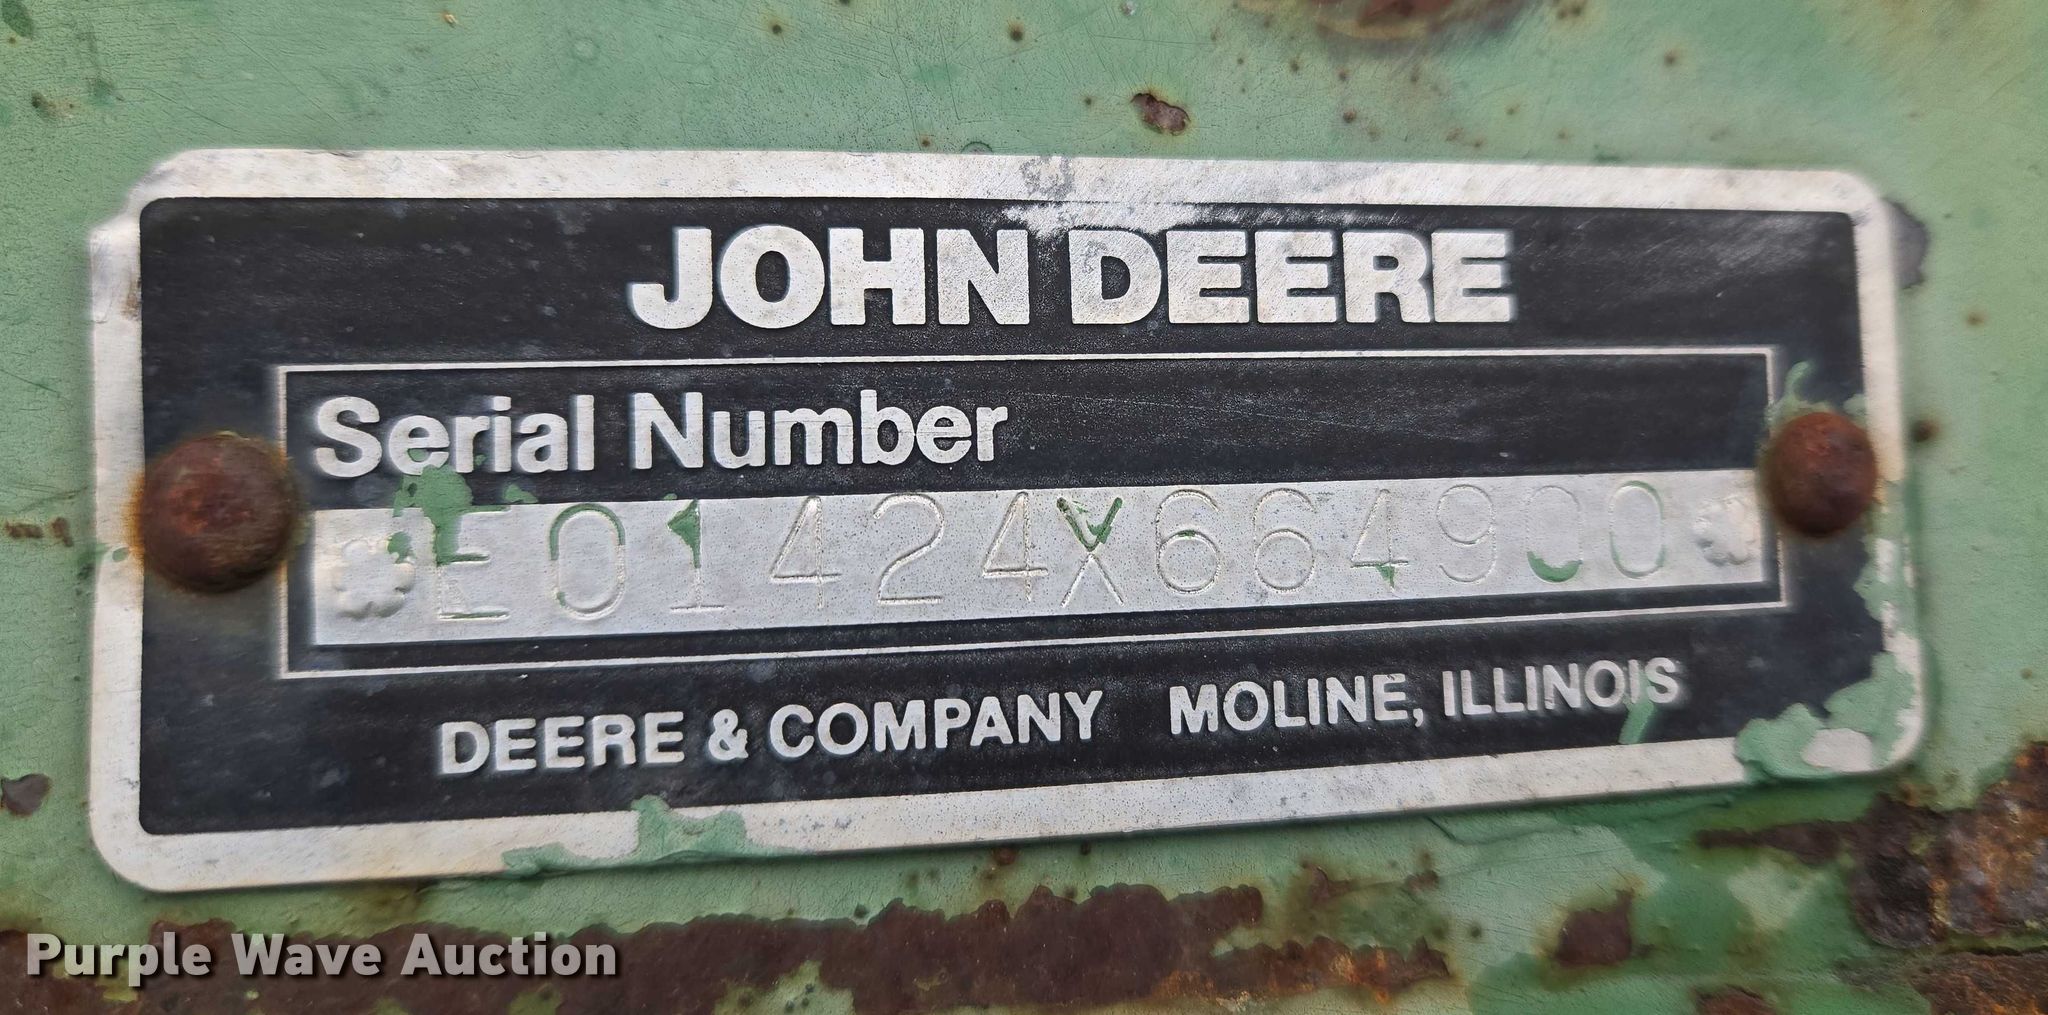 JOHN DEERE
Serial Number
E01424X664900
DEERE & COMPANY MOLINE, ILLINOIS
Purple Wave Auction